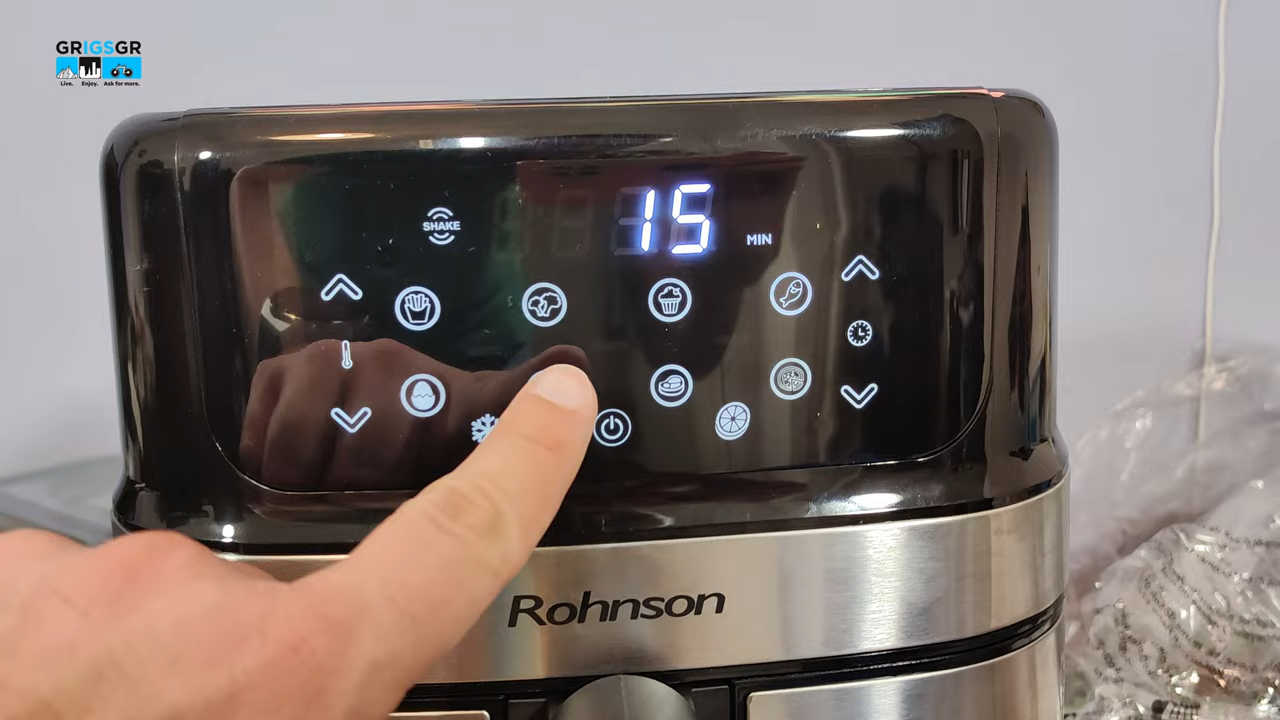 GRIGSGR
Live. Enjoy. Ask for more.
SHAKE
15
MIN
Rohnson